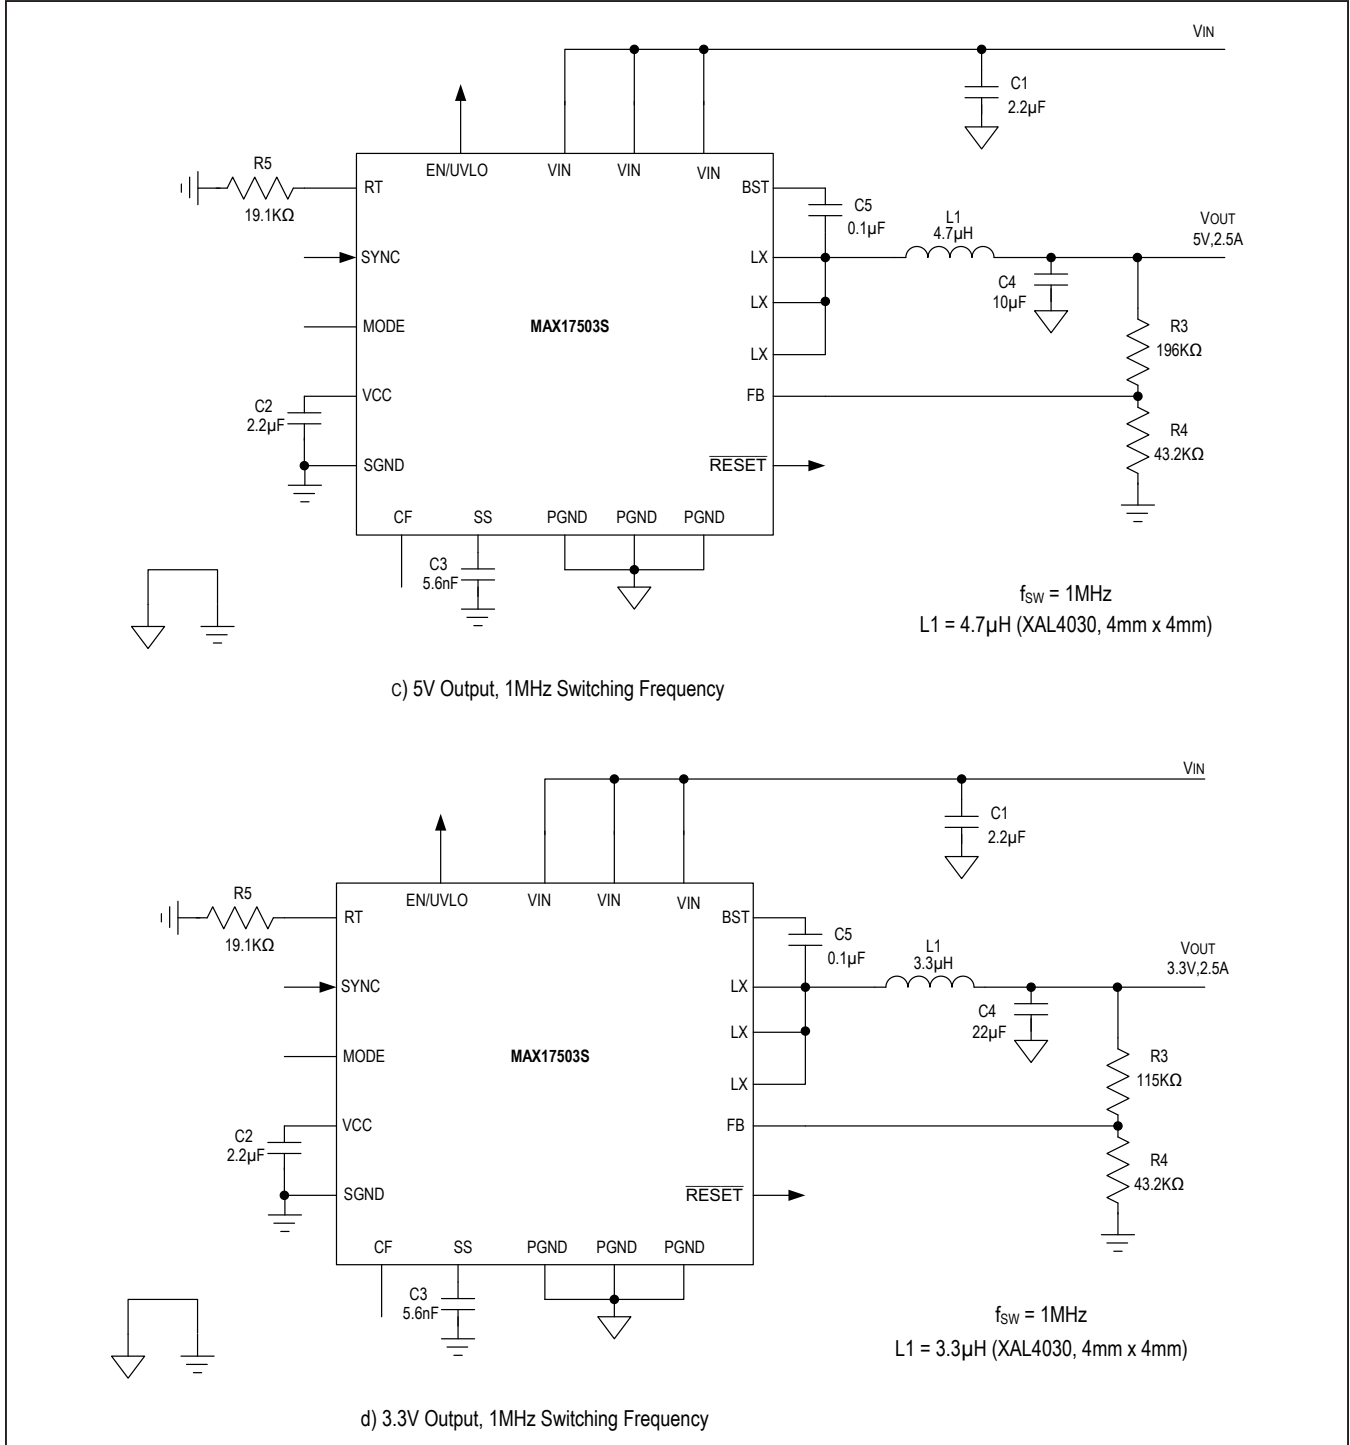 VIN
C1
2.2µF
R5
19.1KΩ
RT
EN/UVLO
VIN
VIN
VIN
BST
C5
0.1µF
L1
4.7µH
VOUT
5V,2.5A
SYNC
LX
C4
10µF
LX
MODE
MAX17503S
LX
R3
196KΩ
VCC
FB
C2
2.2µF
R4
43.2KΩ
SGND
RESET
CF
SS
PGND
PGND
PGND
C3
5.6nF
fSW = 1MHz
L1 = 4.7µH (XAL4030, 4mm x 4mm)
C) 5V Output, 1MHz Switching Frequency
VIN
C1
2.2µF
R5
19.1KΩ
RT
EN/UVLO
VIN
VIN
VIN
BST
C5
0.1µF
L1
3.3µH
VOUT
3.3V,2.5A
SYNC
LX
C4
22µF
LX
MODE
MAX17503S
LX
R3
115KΩ
VCC
FB
C2
2.2µF
R4
43.2KΩ
SGND
RESET
CF
SS
PGND
PGND
PGND
C3
5.6nF
fSW = 1MHz
L1 = 3.3µH (XAL4030, 4mm x 4mm)
d) 3.3V Output, 1MHz Switching Frequency